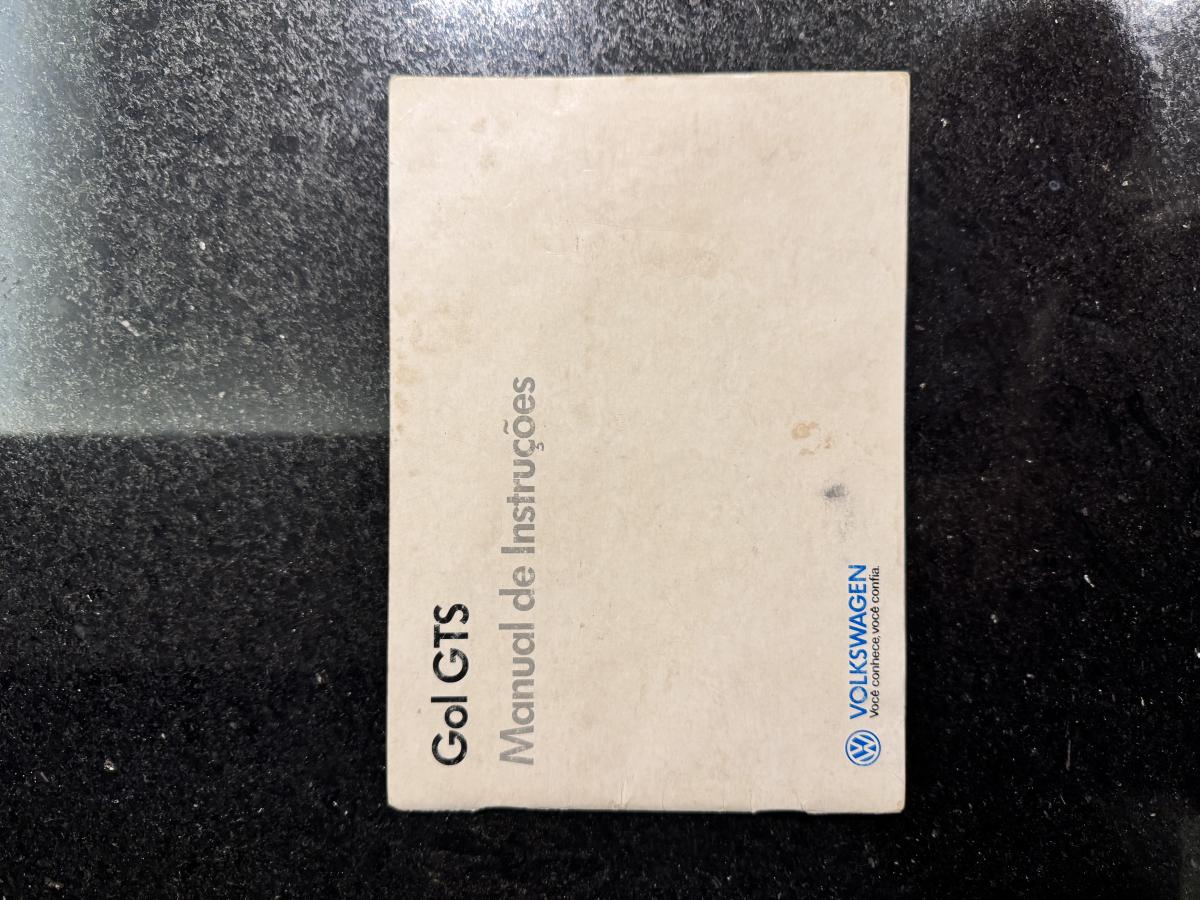 Gol GTS
Manual de Instruções
VOLKSWAGEN
Você conhece, você confia.